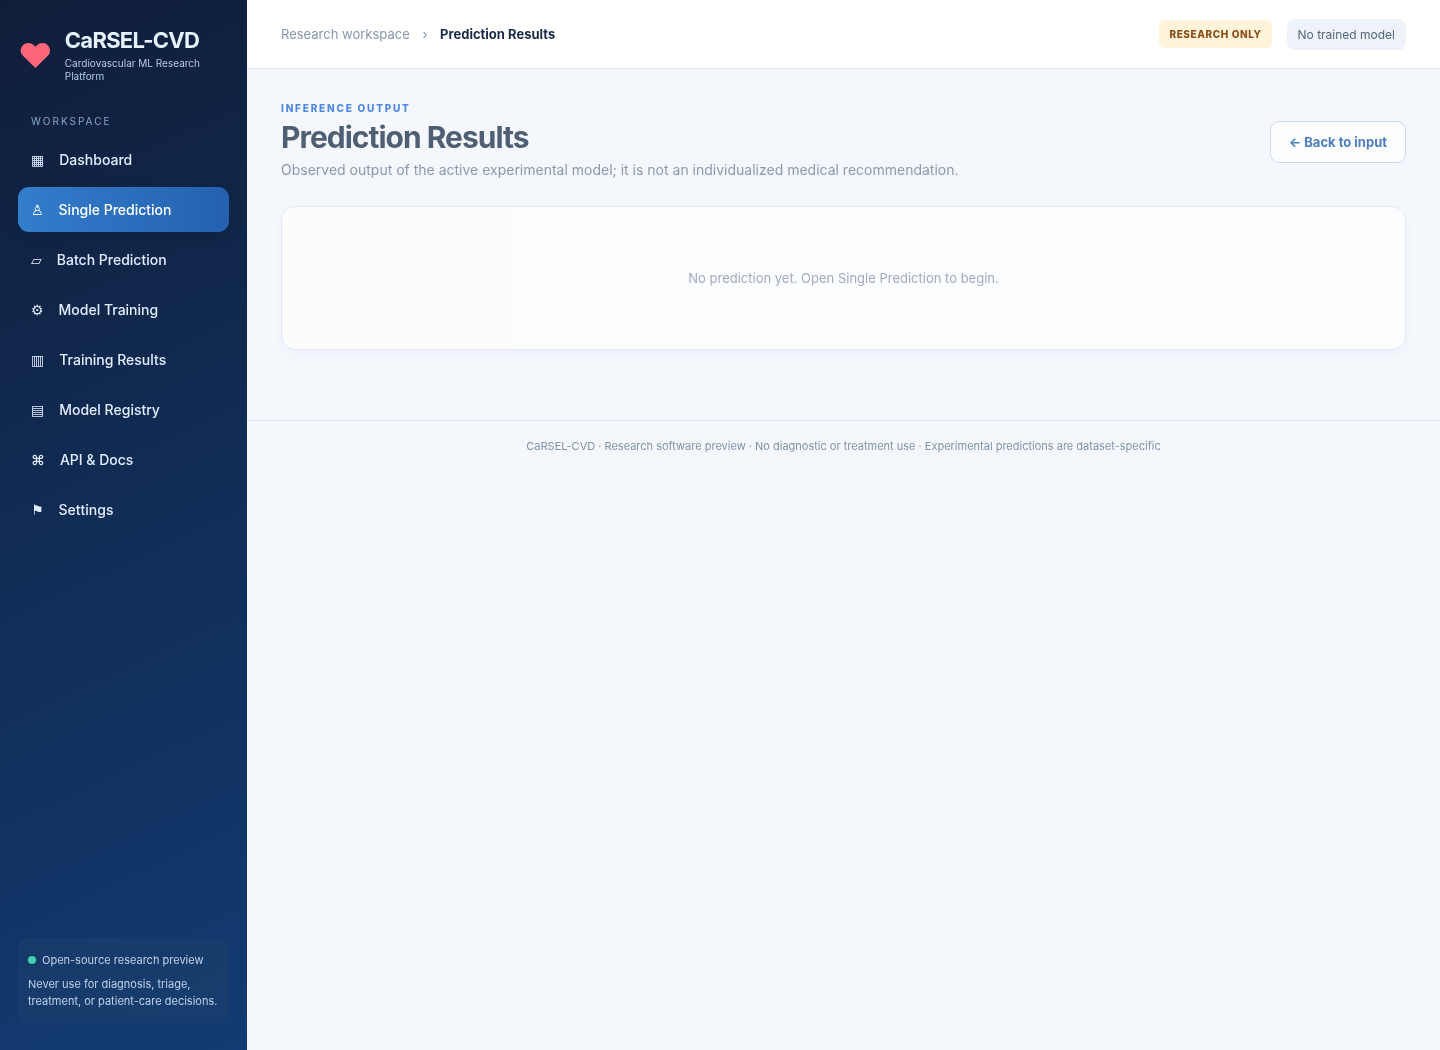 CaRSEL-CVD
Cardiovascular ML Research
Platform
WORKSPACE
Dashboard
Single Prediction
Batch Prediction
Model Training
Training Results
Model Registry
API & Docs
Settings
Open-source research preview
Never use for diagnosis, triage,
treatment, or patient-care decisions.
Research workspace › Prediction Results
RESEARCH ONLY
No trained model
INFERENCE OUTPUT
Prediction Results
Observed output of the active experimental model; it is not an individualized medical recommendation.
← Back to input
No prediction yet. Open Single Prediction to begin.
CaRSEL-CVD · Research software preview · No diagnostic or treatment use · Experimental predictions are dataset-specific